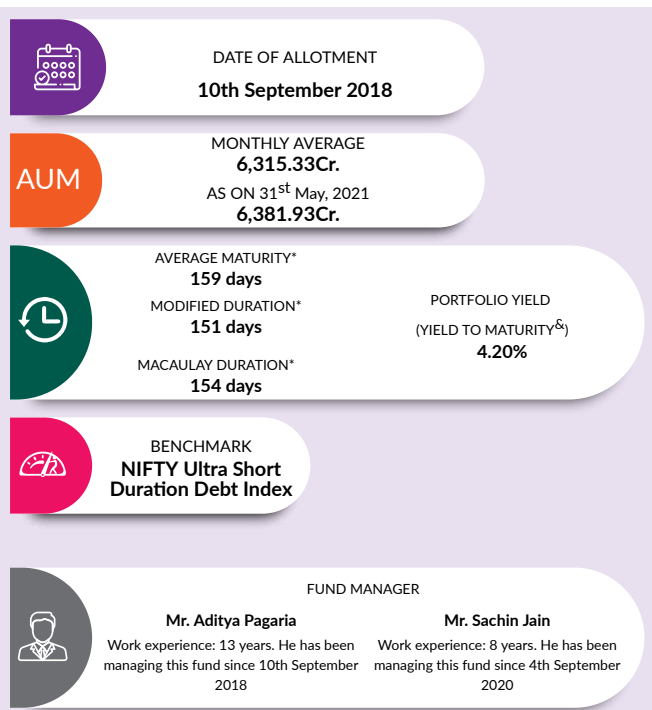 DATE OF ALLOTMENT
10th September 2018
AUM
MONTHLY AVERAGE
6,315.33Cr.
AS ON 31st May, 2021
6,381.93Cr.
AVERAGE MATURITY*
159 days
MODIFIED DURATION*
151 days
MACAULAY DURATION*
154 days
PORTFOLIO YIELD
(YIELD TO MATURITY&)
4.20%
BENCHMARK
NIFTY Ultra Short
Duration Debt Index
FUND MANAGER
Mr. Aditya Pagaria
Work experience: 13 years. He has been
managing this fund since 10th September
2018
Mr. Sachin Jain
Work experience: 8 years. He has been
managing this fund since 4th September
2020